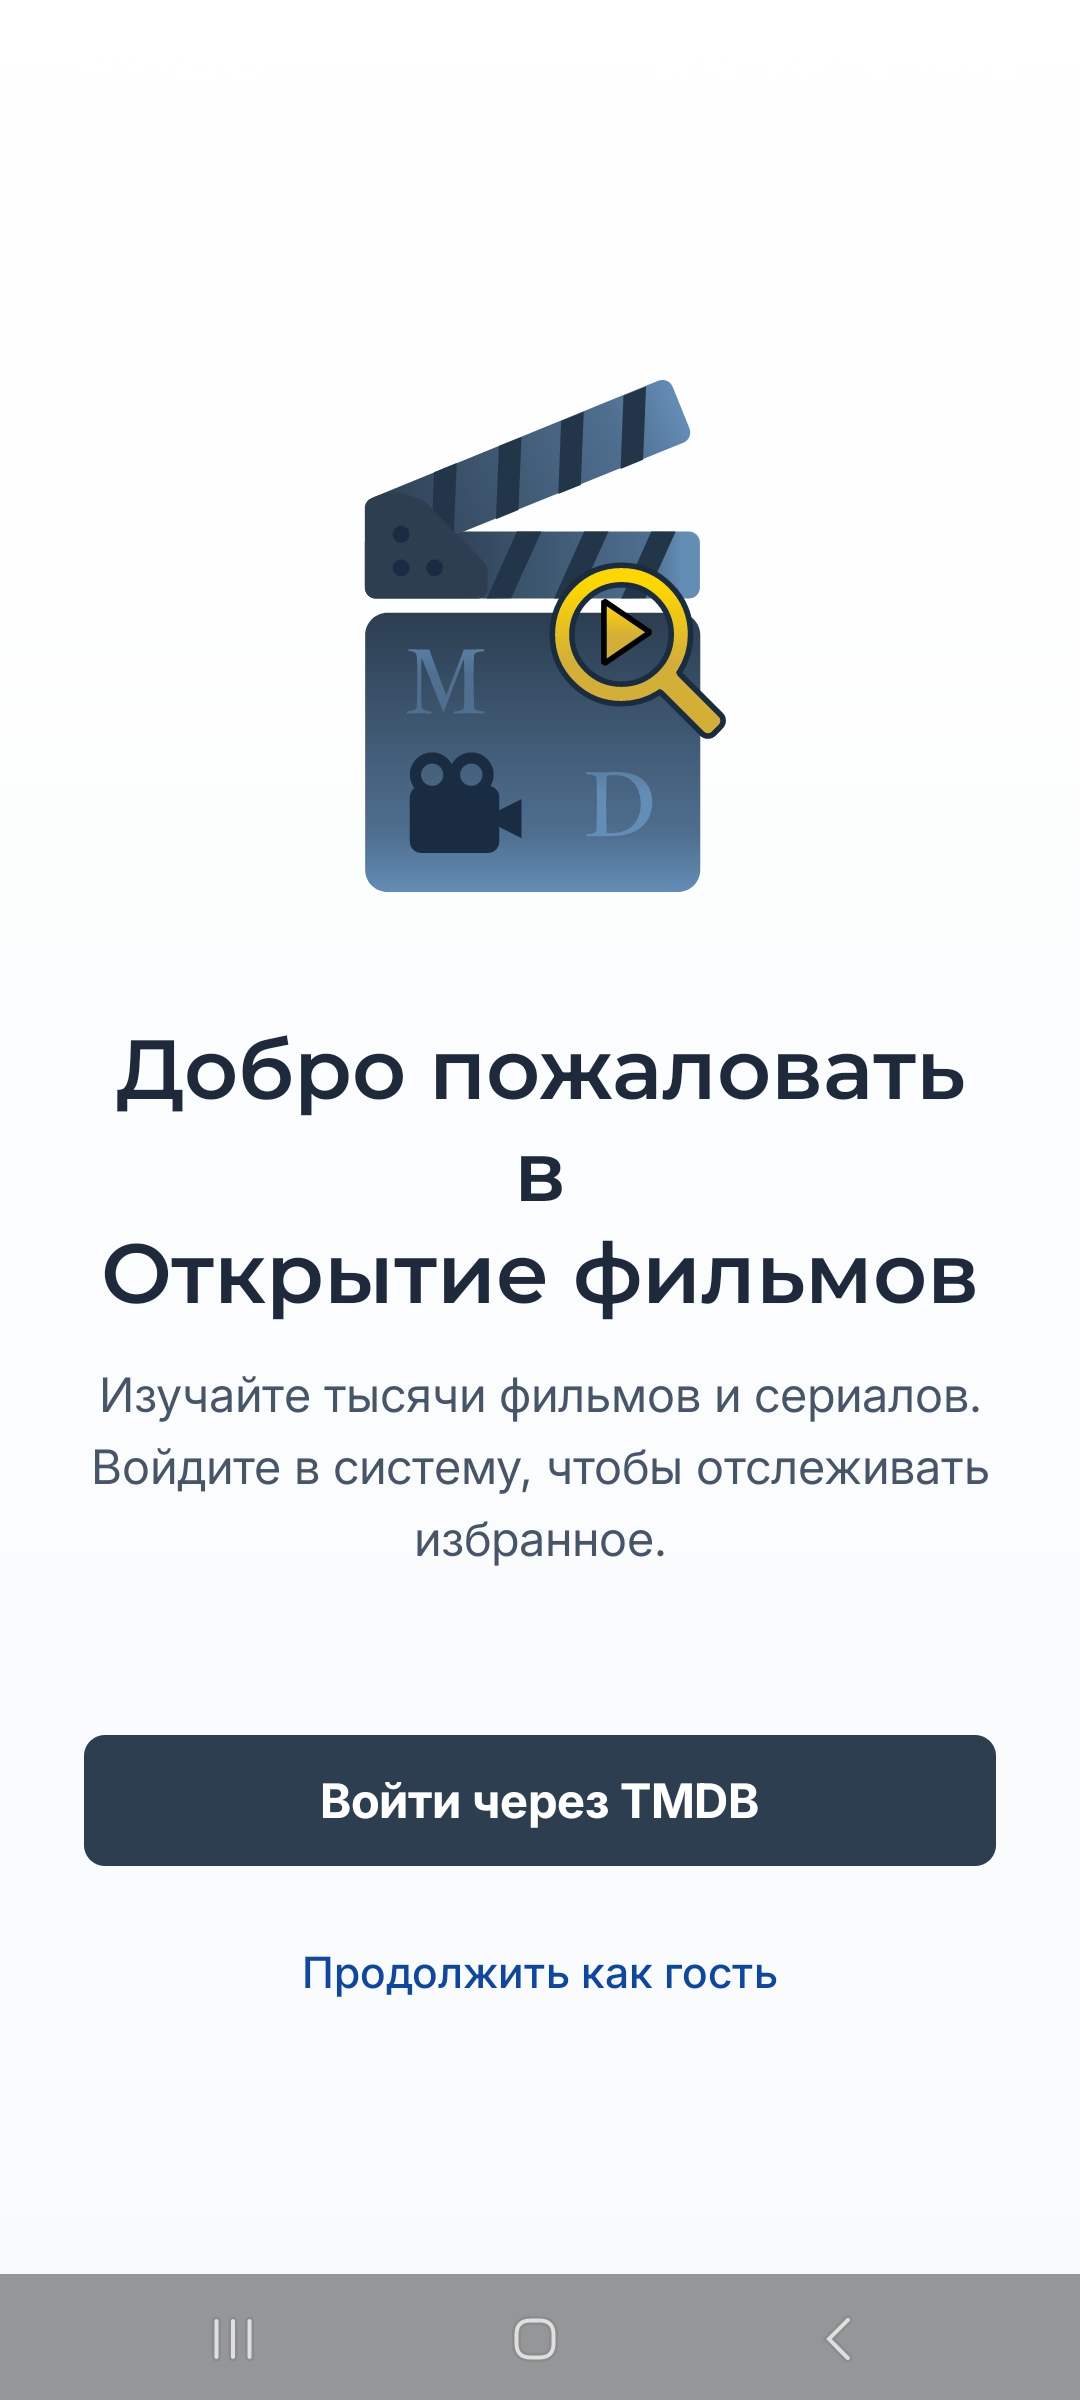 M
D
Добро пожаловать
в
Открытие фильмов
Изучайте тысячи фильмов и сериалов.
Войдите в систему, чтобы отслеживать
избранное.
Войти через TMDB
Продолжить как гость